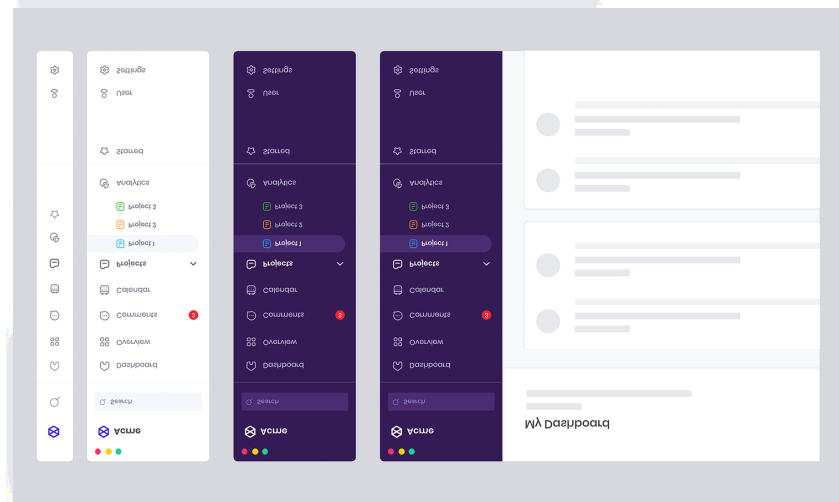 Acme
Search
Dashboard
Overview
Comments 3
Calendar
Projects
Project 1
Project 2
Project 3
Analytics
Starred
User
Settings
Acme
Search
Dashboard
Overview
Comments 3
Calendar
Projects
Project 1
Project 2
Project 3
Analytics
Starred
User
Settings
Acme
Search
Dashboard
Overview
Comments 3
Calendar
Projects
Project 1
Project 2
Project 3
Analytics
Starred
User
Settings
My Dashboard